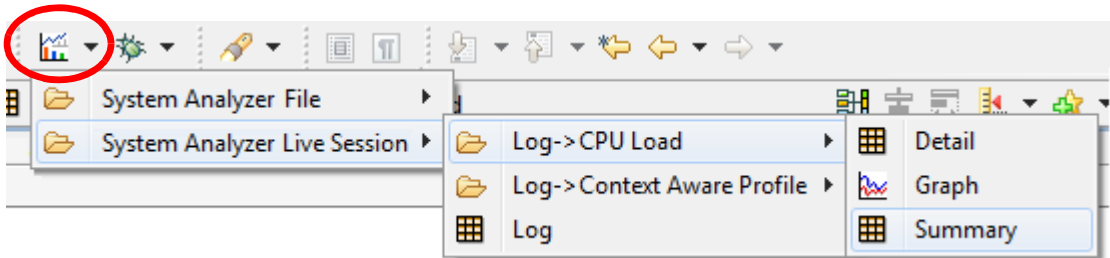 System Analyzer File
System Analyzer Live Session
Log->CPU Load
Log->Context Aware Profile
Log
Detail
Graph
Summary